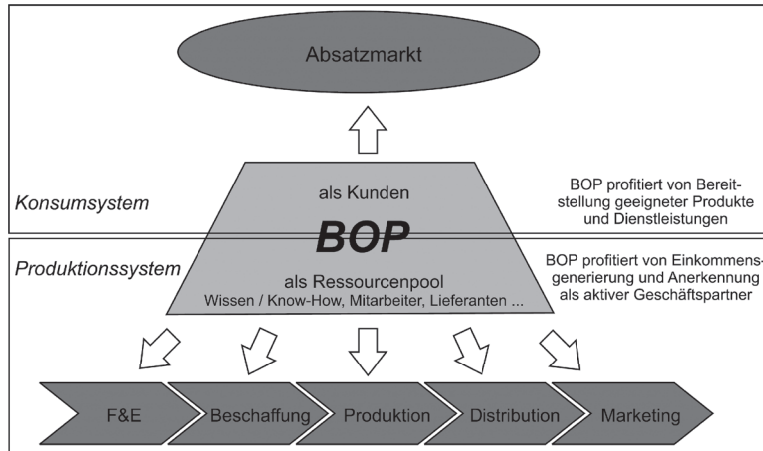 Absatzmarkt
als Kunden
Konsumsystem
BOP profitiert von Bereit-
stellung geeigneter Produkte
und Dienstleistungen
BOP
Produktionssystem
BOP profitiert von Einkommens-
generierung und Anerkennung
als aktiver Geschäftspartner
als Ressourcenpool
Wissen / Know-How, Mitarbeiter, Lieferanten ...
F&E
Beschaffung
Produktion
Distribution
Marketing